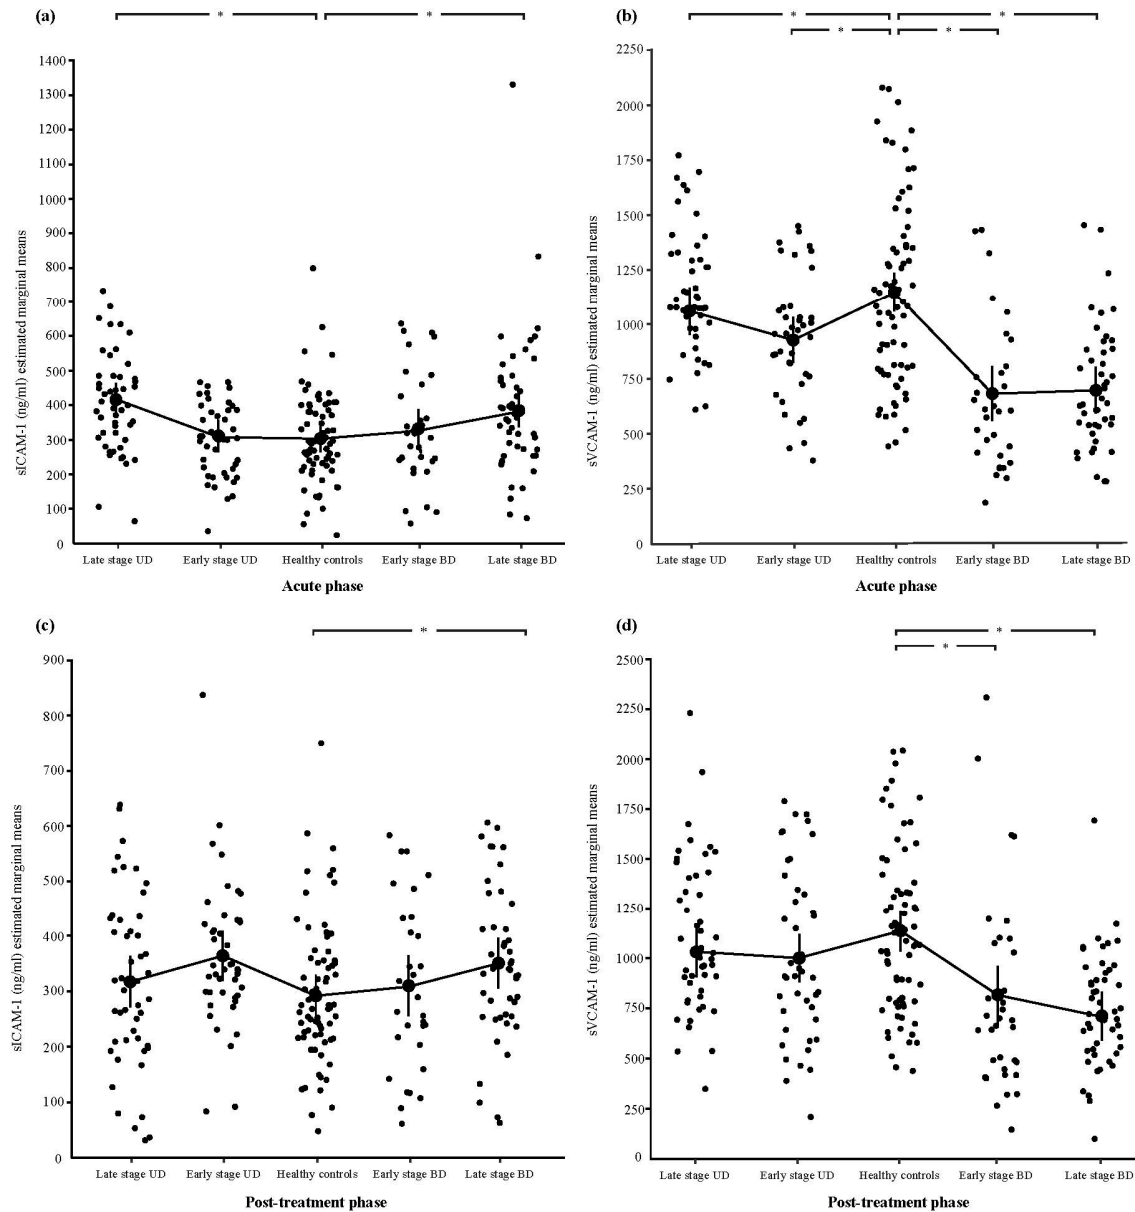 (a)
*
*
1400
1300
1200
1100
1000
900
800
700
600
500
400
300
200
100
0
sICAM-1 (ng/ml) estimated marginal means
Late stage UD
Early stage UD
Healthy controls
Early stage BD
Late stage BD
Acute phase
(b)
*
*
*
*
2250
2000
1750
1500
1250
1000
750
500
250
0
sVCAM-1 (ng/ml) estimated marginal means
Late stage UD
Early stage UD
Healthy controls
Early stage BD
Late stage BD
Acute phase
(c)
*
900
800
700
600
500
400
300
200
100
0
sICAM-1 (ng/ml) estimated marginal means
Late stage UD
Early stage UD
Healthy controls
Early stage BD
Late stage BD
Post-treatment phase
(d)
*
*
2500
2250
2000
1750
1500
1250
1000
750
500
250
0
sVCAM-1 (ng/ml) estimated marginal means
Late stage UD
Early stage UD
Healthy controls
Early stage BD
Late stage BD
Post-treatment phase